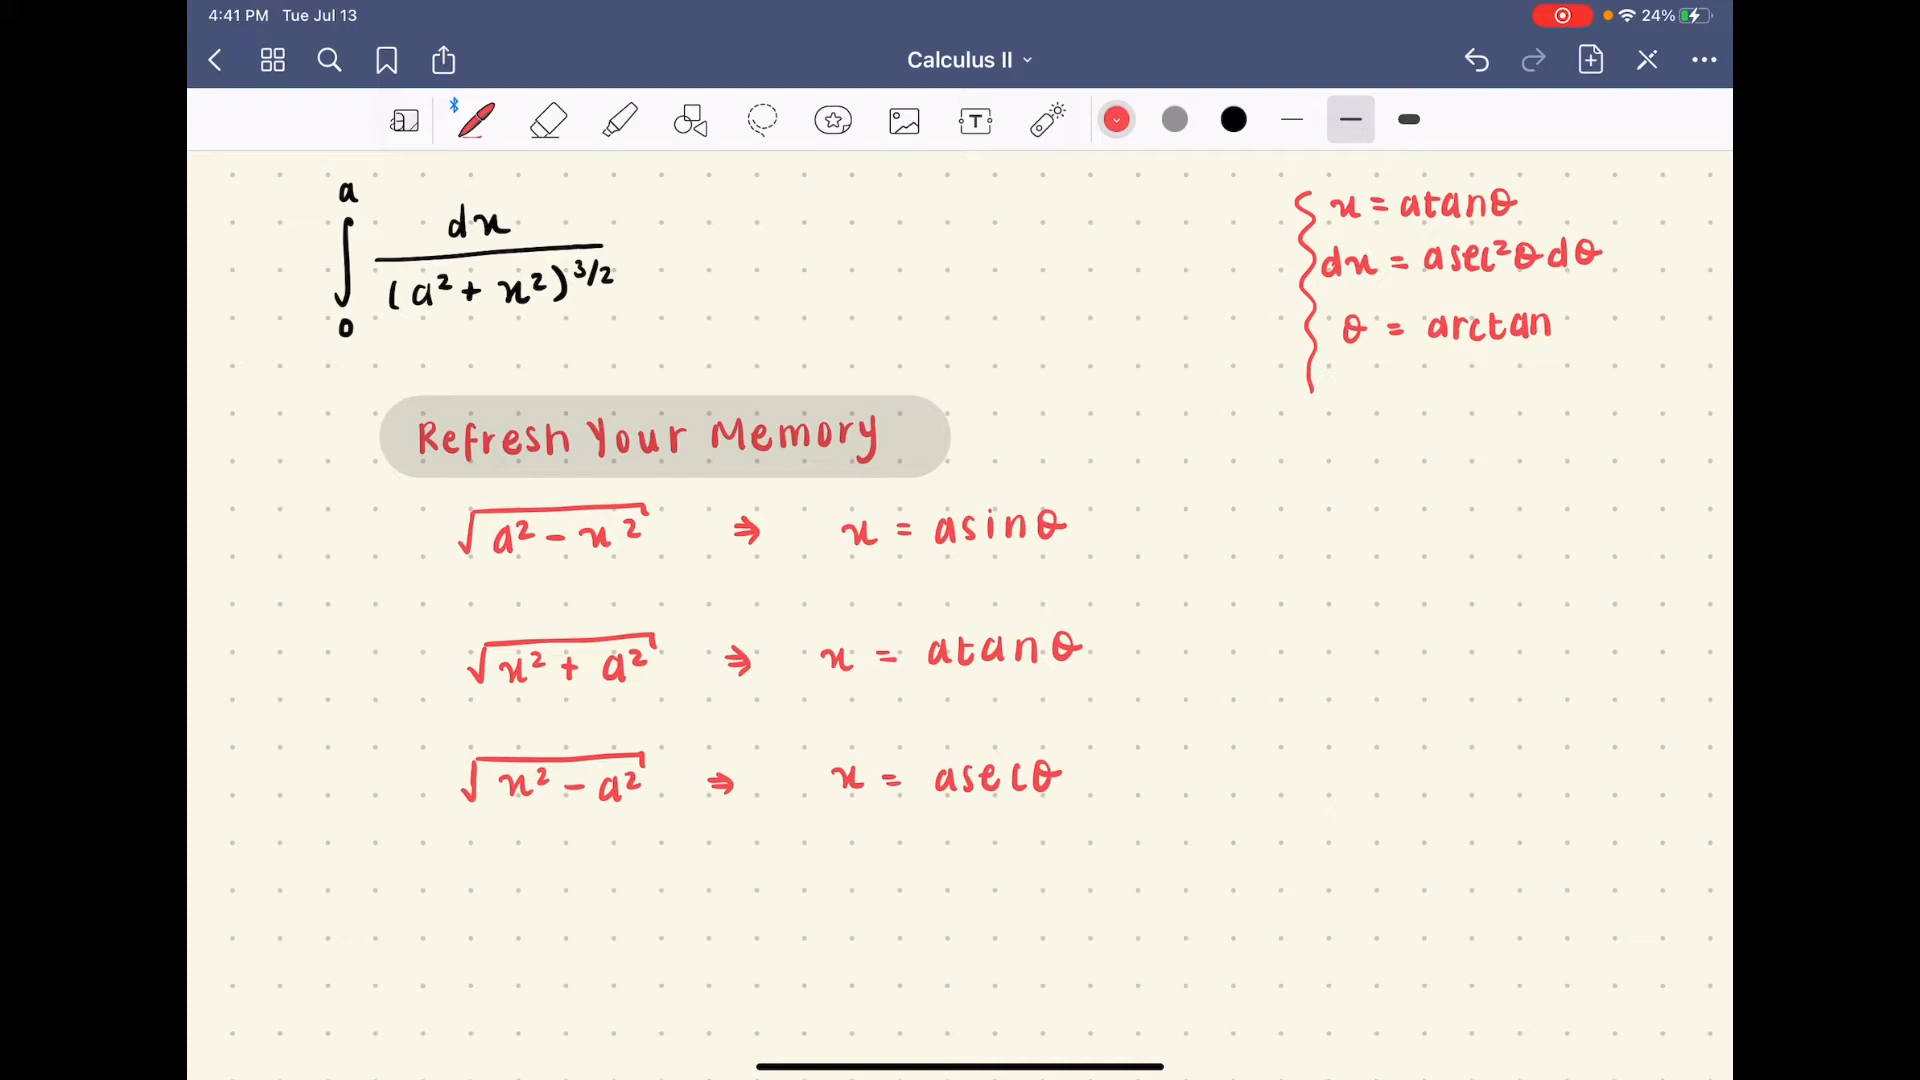 4:41 PM Tue Jul 13
24%
Calculus II
T
∫₀ᵃ dx / (a² + x²)^3/2
x = atanθ
dx = asec²θdθ
θ = arctan
Refresh Your Memory
√(a² − x²) ⇒ x = asinθ
√(x² + a²) ⇒ x = atanθ
√(x² − a²) ⇒ x = asecθ